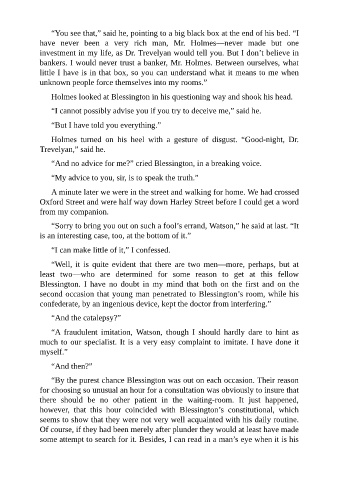 “You see that,” said he, pointing to a big black box at the end of his bed. “I
have never been a very rich man, Mr. Holmes—never made but one
investment in my life, as Dr. Trevelyan would tell you. But I don’t believe in
bankers. I would never trust a banker, Mr. Holmes. Between ourselves, what
little I have is in that box, so you can understand what it means to me when
unknown people force themselves into my rooms.”
Holmes looked at Blessington in his questioning way and shook his head.
“I cannot possibly advise you if you try to deceive me,” said he.
“But I have told you everything.”
Holmes turned on his heel with a gesture of disgust. “Good-night, Dr.
Trevelyan,” said he.
“And no advice for me?” cried Blessington, in a breaking voice.
“My advice to you, sir, is to speak the truth.”
A minute later we were in the street and walking for home. We had crossed
Oxford Street and were half way down Harley Street before I could get a word
from my companion.
“Sorry to bring you out on such a fool’s errand, Watson,” he said at last. “It
is an interesting case, too, at the bottom of it.”
“I can make little of it,” I confessed.
“Well, it is quite evident that there are two men—more, perhaps, but at
least two—who are determined for some reason to get at this fellow
Blessington. I have no doubt in my mind that both on the first and on the
second occasion that young man penetrated to Blessington’s room, while his
confederate, by an ingenious device, kept the doctor from interfering.”
“And the catalepsy?”
“A fraudulent imitation, Watson, though I should hardly dare to hint as
much to our specialist. It is a very easy complaint to imitate. I have done it
myself.”
“And then?”
“By the purest chance Blessington was out on each occasion. Their reason
for choosing so unusual an hour for a consultation was obviously to insure that
there should be no other patient in the waiting-room. It just happened,
however, that this hour coincided with Blessington’s constitutional, which
seems to show that they were not very well acquainted with his daily routine.
Of course, if they had been merely after plunder they would at least have made
some attempt to search for it. Besides, I can read in a man’s eye when it is his